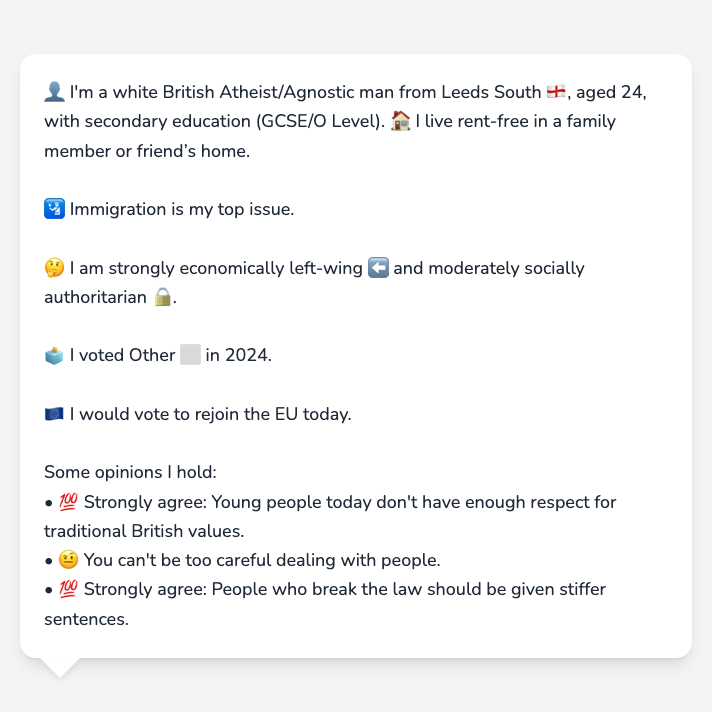 👤 I'm a white British Atheist/Agnostic man from Leeds South 🏴󠁧󠁢󠁥󠁮󠁧󠁿, aged 24,
with secondary education (GCSE/O Level). 🏠 I live rent-free in a family
member or friend’s home.
🛂 Immigration is my top issue.
🤔 I am strongly economically left-wing ⬅️ and moderately socially
authoritarian 🔒.
🗳️ I voted Other ⬜ in 2024.
🇪🇺 I would vote to rejoin the EU today.
Some opinions I hold:
• 💯 Strongly agree: Young people today don't have enough respect for
traditional British values.
• 🤨 You can't be too careful dealing with people.
• 💯 Strongly agree: People who break the law should be given stiffer
sentences.